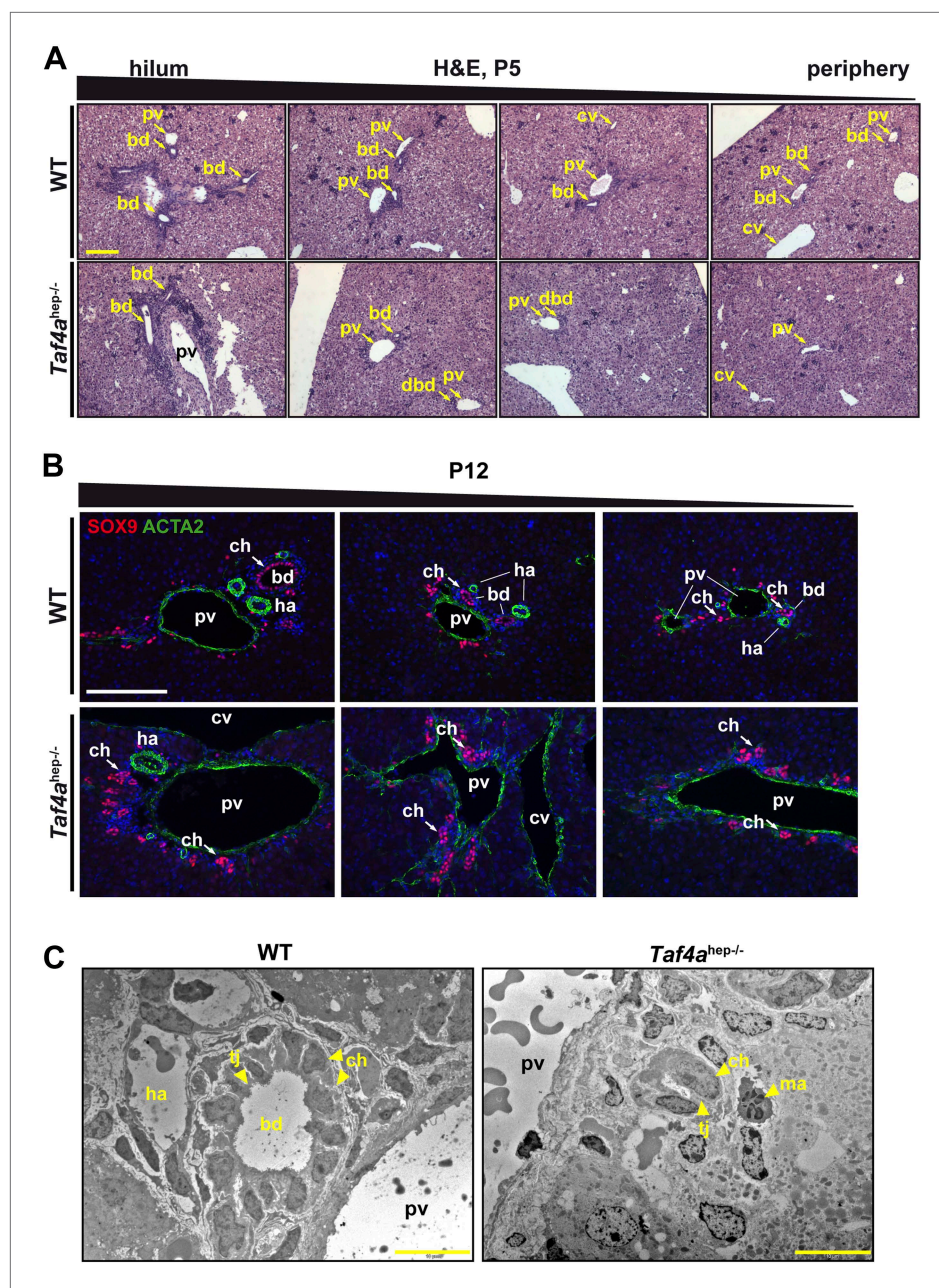 A
hilum H&E, P5 periphery
WT
pv
bd
bd
bd
pv
bd
bd
pv
cv
pv
bd
pv
bd
bd
pv
bd
cv
Taf4a hep-/-
bd
bd
pv
bd
pv
pv
dbd
dbd
pv
pv
cv
B
P12
SOX9 ACTA2
WT
ch
bd
ha
pv
ch
ha
bd
pv
pv
ch
ch
bd
ha
Taf4a hep-/-
cv
ha
ch
pv
ch
ch
pv
ch
cv
ch
pv
ch
C
WT Taf4a hep-/-
tj
ch
ha
bd
pv
pv
ch
ma
tj